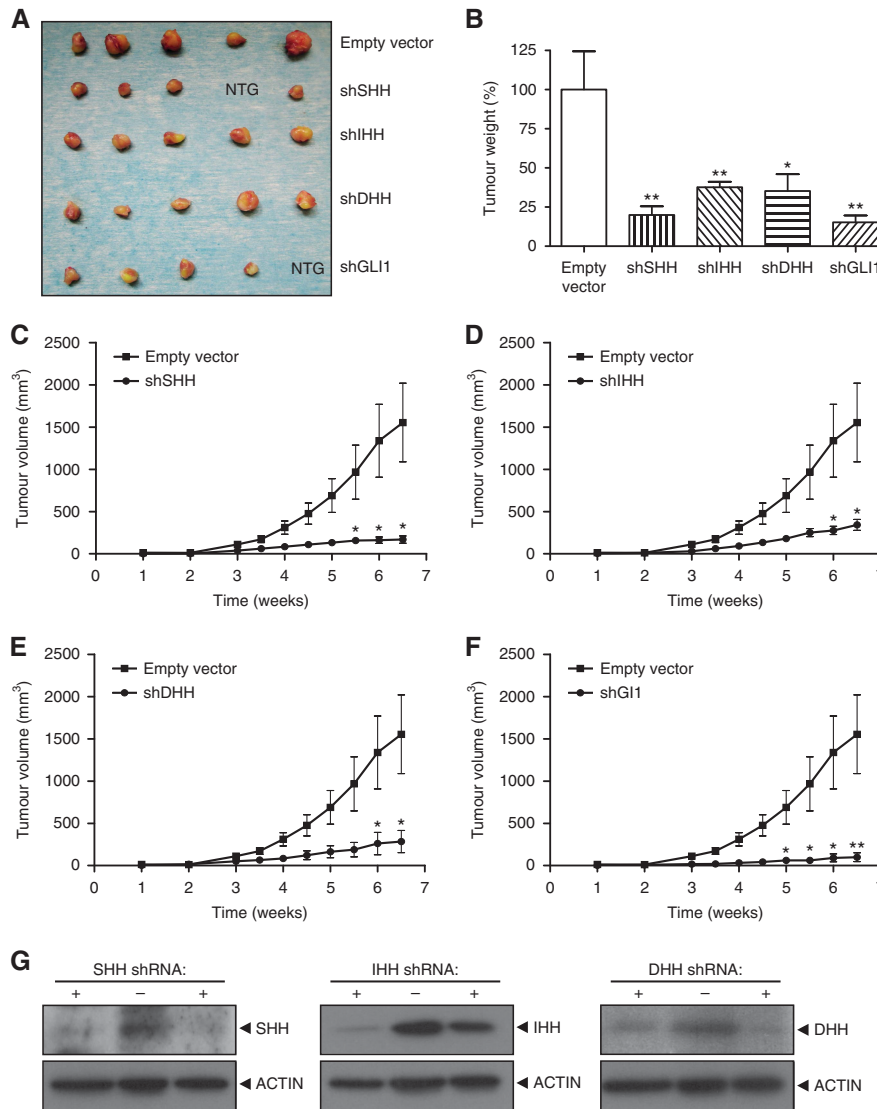 A
Empty vector
NTG
shSHH
shIHH
shDHH
NTG
shGLI1
B
Tumour weight (%)
125
100
75
50
25
0
**
**
*
**
Empty vector
shSHH
shIHH
shDHH
shGLI1
C
Tumour volume (mm³)
2500
2000
1500
1000
500
0
Empty vector
shSHH
* * *
0 1 2 3 4 5 6 7
Time (weeks)
D
Tumour volume (mm³)
2500
2000
1500
1000
500
0
Empty vector
shIHH
* *
0 1 2 3 4 5 6 7
Time (weeks)
E
Tumour volume (mm³)
2500
2000
1500
1000
500
0
Empty vector
shDHH
* *
0 1 2 3 4 5 6 7
Time (weeks)
F
Tumour volume (mm³)
2500
2000
1500
1000
500
0
Empty vector
shGl1
* * * **
0 1 2 3 4 5 6 7
Time (weeks)
G
SHH shRNA:
+ – +
SHH
ACTIN
IHH shRNA:
+ – +
IHH
ACTIN
DHH shRNA:
+ – +
DHH
ACTIN